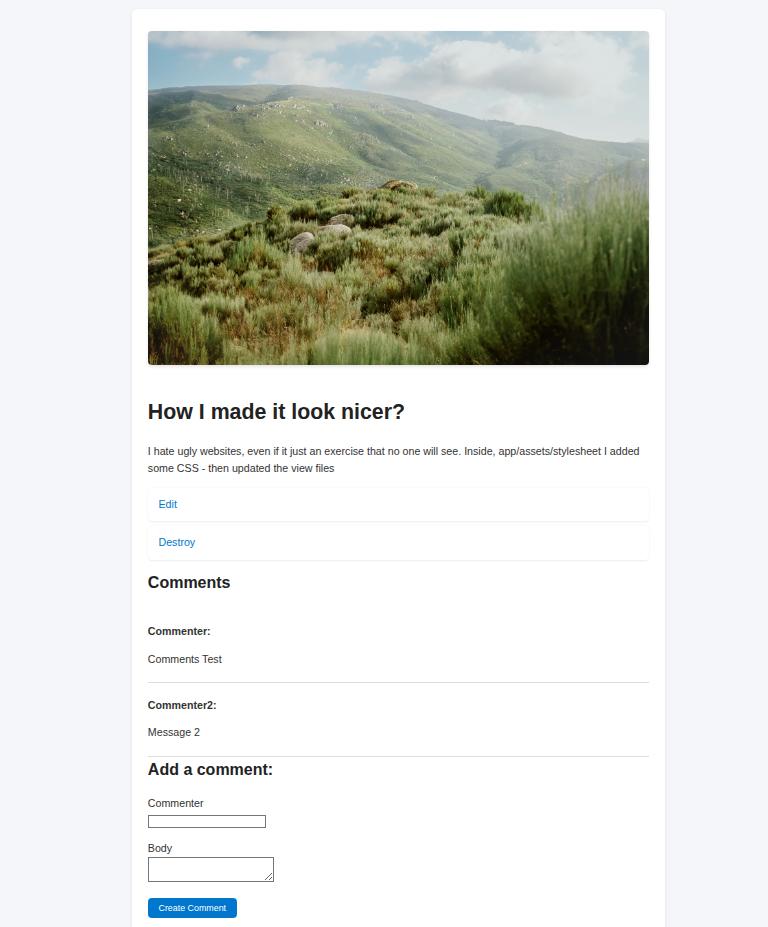 How I made it look nicer?
I hate ugly websites, even if it just an exercise that no one will see. Inside, app/assets/stylesheet I added
some CSS - then updated the view files
Edit
Destroy
Comments
Commenter:
Comments Test
Commenter2:
Message 2
Add a comment:
Commenter
Body
Create Comment